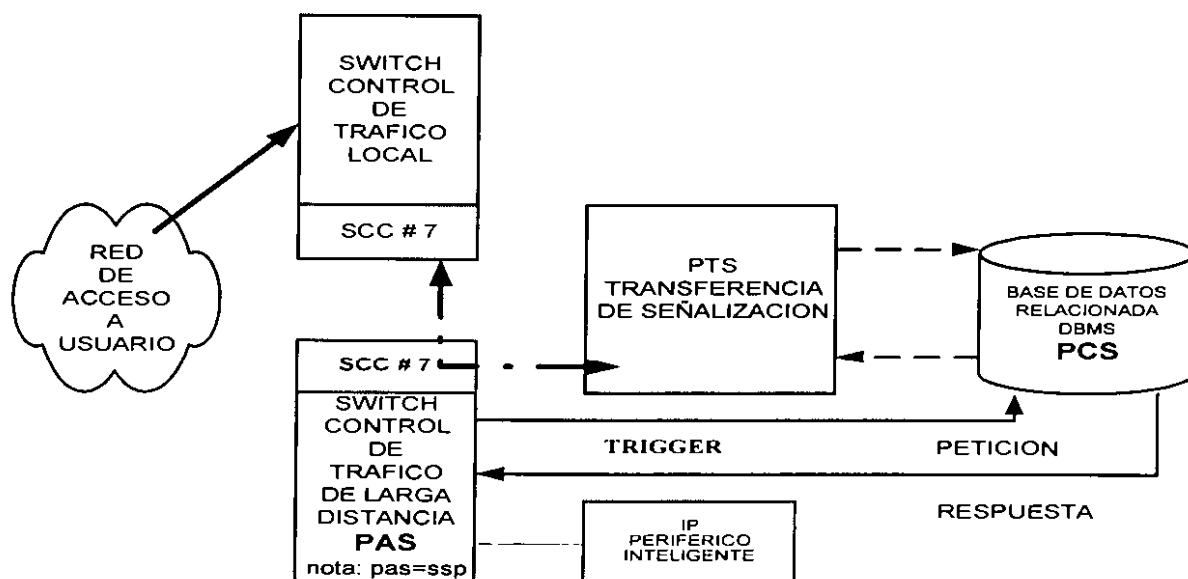 SWITCH
CONTROL
DE
TRAFICO
LOCAL
SCC # 7
RED
DE
ACCESO
A
USUARIO
PTS
TRANSFERENCIA
DE SEÑALIZACION
BASE DE DATOS
RELACIONADA
DBMS
PCS
SCC # 7
SWITCH
CONTROL
DE
TRAFICO
DE LARGA
DISTANCIA
PAS
nota: pas=ssp
TRIGGER
PETICION
RESPUESTA
IP
PERIFÉRICO
INTELIGENTE